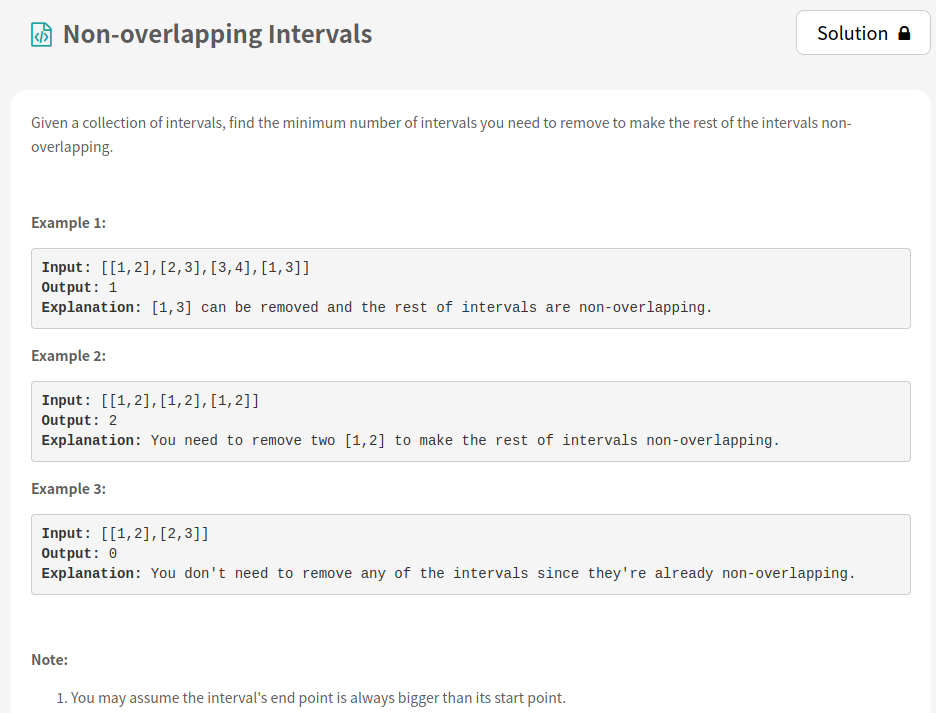 Non-overlapping Intervals
Solution
Given a collection of intervals, find the minimum number of intervals you need to remove to make the rest of the intervals non-
overlapping.
Example 1:
Input: [[1,2],[2,3],[3,4],[1,3]]
Output: 1
Explanation: [1,3] can be removed and the rest of intervals are non-overlapping.
Example 2:
Input: [[1,2],[1,2],[1,2]]
Output: 2
Explanation: You need to remove two [1,2] to make the rest of intervals non-overlapping.
Example 3:
Input: [[1,2],[2,3]]
Output: 0
Explanation: You don't need to remove any of the intervals since they're already non-overlapping.
Note:
1. You may assume the interval's end point is always bigger than its start point.